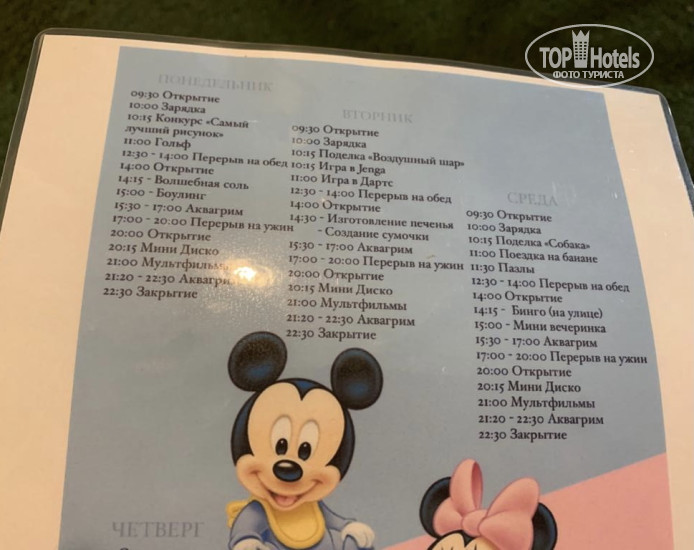 TOP Hotels
ФОТО ТУРИСТА
ПОНЕДЕЛЬНИК
09:30 Открытие
10:00 Зарядка
10:15 Конкурс «Самый
лучший рисунок»
11:00 Гольф
12:30 - 14:00 Перерыв на обед
14:00 Открытие
14:15 - Волшебная соль
15:00 - Боулинг
15:30 - 17:00 Аквагрим
17:00 - 20:00 Перерыв на ужин
20:00 Открытие
20:15 Мини Диско
21:00 Мультфильмы
21:20 - 22:30 Аквагрим
22:30 Закрытие
ВТОРНИК
09:30 Открытие
10:00 Зарядка
10:15 Поделка «Воздушный шар»
10:15 Игра в Jenga
11:00 Игра в Дартс
12:30 - 14:00 Перерыв на обед
14:00 Открытие
14:30 - Изготовление печенья
- Создание сумочки
15:30 - 17:00 Аквагрим
17:00 - 20:00 Перерыв на ужин
20:00 Открытие
20:15 Мини Диско
21:00 Мультфильмы
21:20 - 22:30 Аквагрим
22:30 Закрытие
СРЕДА
09:30 Открытие
10:00 Зарядка
10:15 Поделка «Собака»
11:00 Поездка на банане
11:30 Пазлы
12:30 - 14:00 Перерыв на обед
14:00 Открытие
14:15 - Бинго (на улице)
15:00 - Мини вечеринка
15:30 - 17:00 Аквагрим
17:00 - 20:00 Перерыв на ужин
20:00 Открытие
20:15 Мини Диско
21:00 Мультфильмы
21:20 - 22:30 Аквагрим
22:30 Закрытие
ЧЕТВЕРГ